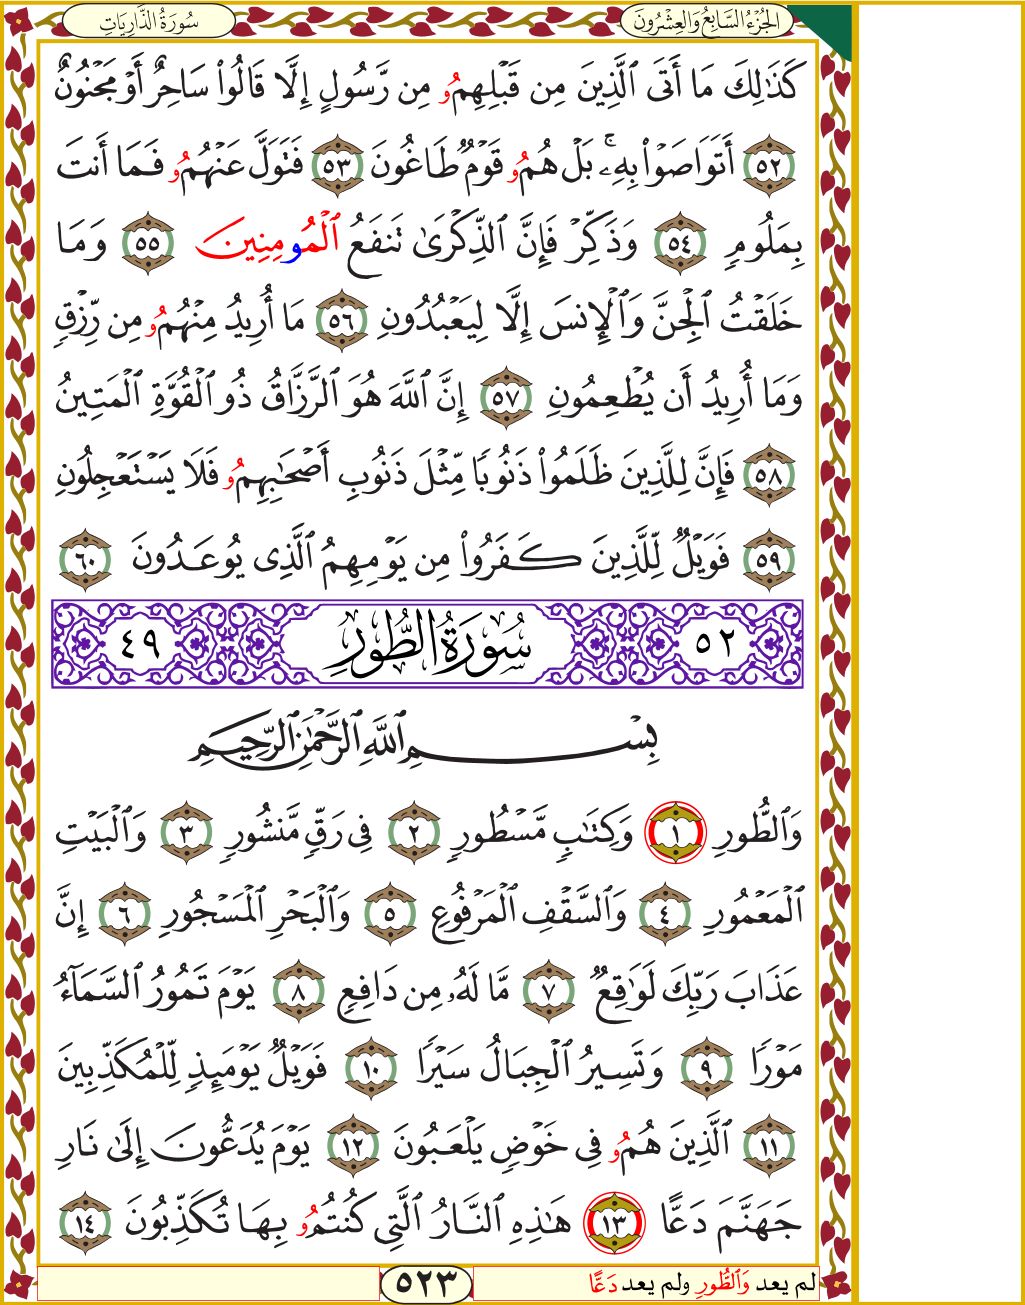 الجُزْءُ السَّابِعُ وَالعِشْرُونَ
سُورَةُ الذَّارِيَاتِ
كَذَٰلِكَ مَا أَتَى ٱلَّذِينَ مِن قَبْلِهِمُۥ مِن رَّسُولٍ إِلَّا قَالُواْ سَاحِرٌ أَوْ مَجْنُونٌ
٥٢ أَتَوَاصَوْاْ بِهِۦۚ بَلْ هُمُۥ قَوْمٌ طَاغُونَ ٥٣ فَتَوَلَّ عَنْهُمُۥ فَمَا أَنتَ
بِمَلُومٍ ٥٤ وَذَكِّرْ فَإِنَّ ٱلذِّكْرَىٰ تَنفَعُ ٱلْمُومِنِينَ ٥٥ وَمَا
خَلَقْتُ ٱلْجِنَّ وَٱلْإِنسَ إِلَّا لِيَعْبُدُونِ ٥٦ مَا أُرِيدُ مِنْهُمُۥ مِن رِّزْقٍ
وَمَا أُرِيدُ أَن يُطْعِمُونِ ٥٧ إِنَّ ٱللَّهَ هُوَ ٱلرَّزَّاقُ ذُو ٱلْقُوَّةِ ٱلْمَتِينُ
٥٨ فَإِنَّ لِلَّذِينَ ظَلَمُواْ ذَنُوبًا مِّثْلَ ذَنُوبِ أَصْحَٰبِهِمُۥ فَلَا يَسْتَعْجِلُونِ
٥٩ فَوَيْلٌ لِّلَّذِينَ كَفَرُواْ مِن يَوْمِهِمُ ٱلَّذِي يُوعَدُونَ ٦٠
٥٢ سُورَةُ الطُّورِ ٤٩
بِسْمِ ٱللَّهِ ٱلرَّحْمَٰنِ ٱلرَّحِيمِ
وَٱلطُّورِ ١ وَكِتَٰبٍ مَّسْطُورٍ ٢ فِي رَقٍّ مَّنشُورٍ ٣ وَٱلْبَيْتِ
ٱلْمَعْمُورِ ٤ وَٱلسَّقْفِ ٱلْمَرْفُوعِ ٥ وَٱلْبَحْرِ ٱلْمَسْجُورِ ٦ إِنَّ
عَذَابَ رَبِّكَ لَوَٰقِعٌ ٧ مَّا لَهُۥ مِن دَافِعٍ ٨ يَوْمَ تَمُورُ ٱلسَّمَآءُ
مَوْرًا ٩ وَتَسِيرُ ٱلْجِبَالُ سَيْرًا ١٠ فَوَيْلٌ يَوْمَئِذٍ لِّلْمُكَذِّبِينَ
١١ ٱلَّذِينَ هُمُۥ فِي خَوْضٍ يَلْعَبُونَ ١٢ يَوْمَ يُدَعُّونَ إِلَىٰ نَارِ
جَهَنَّمَ دَعًّا ١٣ هَٰذِهِ ٱلنَّارُ ٱلَّتِي كُنتُمُۥ بِهَا تُكَذِّبُونَ ١٤
لم يعد وَٱلطُّورِ ولم يعد دَعًّا
٥٢٣